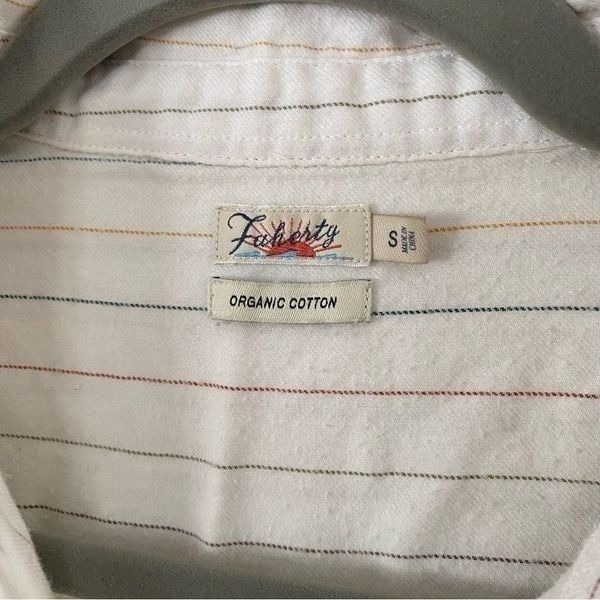 Faherty
S
MADE IN
CHINA
ORGANIC COTTON